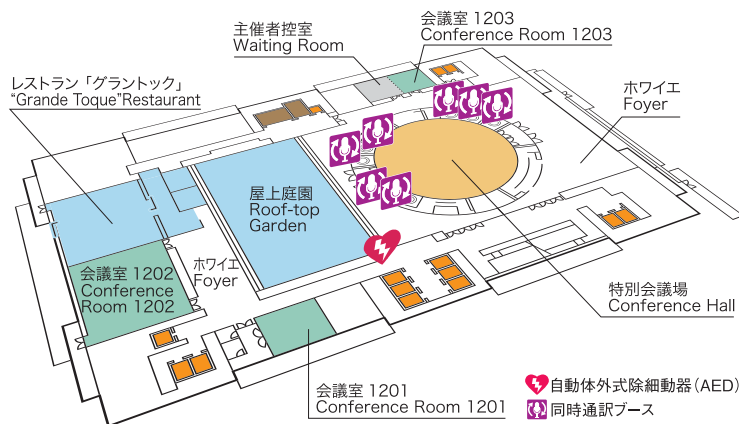 主催者控室
Waiting Room
会議室 1203
Conference Room 1203
レストラン「グラントック」
“Grande Toque”Restaurant
ホワイエ
Foyer
屋上庭園
Roof-top
Garden
会議室 1202
Conference
Room 1202
ホワイエ
Foyer
特別会議場
Conference Hall
会議室 1201
Conference Room 1201
自動体外式除細動器(AED)
同時通訳ブース